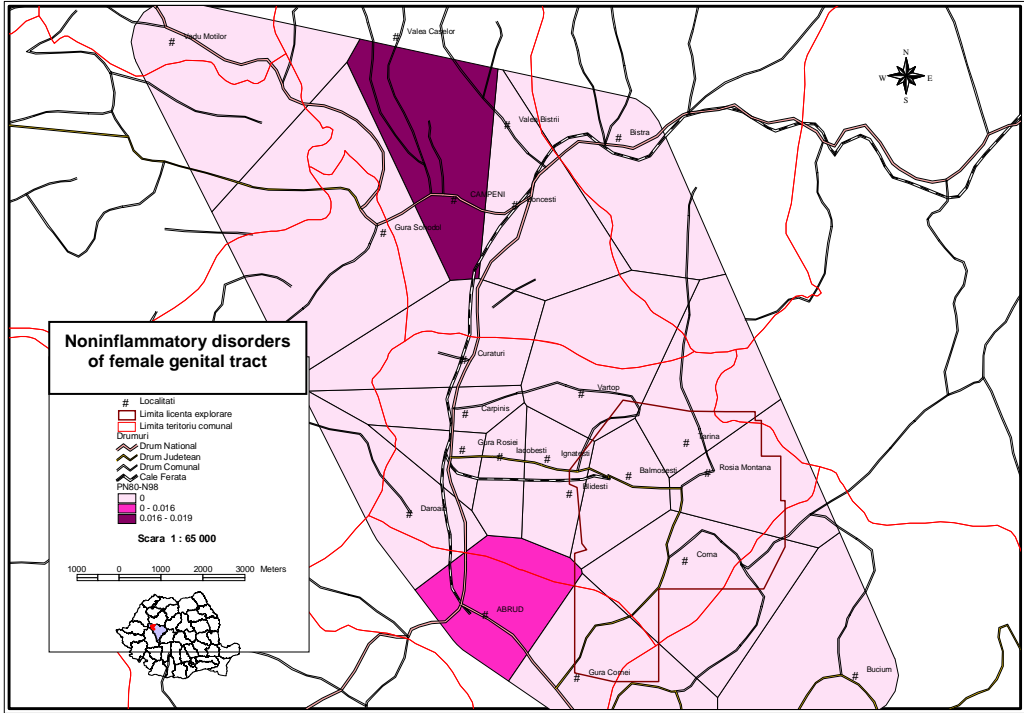 Vadu Motilor
Valea Caselor
N
W E
S
Valea Bistrii
Bistra
CAMPENI
Boncesti
Gura Sohodol
Noninflammatory disorders
of female genital tract
Curaturi
Vartop
Carpinis
# Localitati
Limita licenta explorare
Limita teritoriu comunal
Drumuri
Drum National
Drum Judetean
Drum Comunal
Cale Ferata
PN80-N98
0
0 - 0.016
0.016 - 0.019
Scara 1 : 65 000
1000 0 1000 2000 3000 Meters
Tarina
Gura Rosiei
Iacobesti
Ignatesti
Balmosesti
Rosia Montana
Blidesti
Daroaia
Corna
ABRUD
Gura Cornei
Bucium